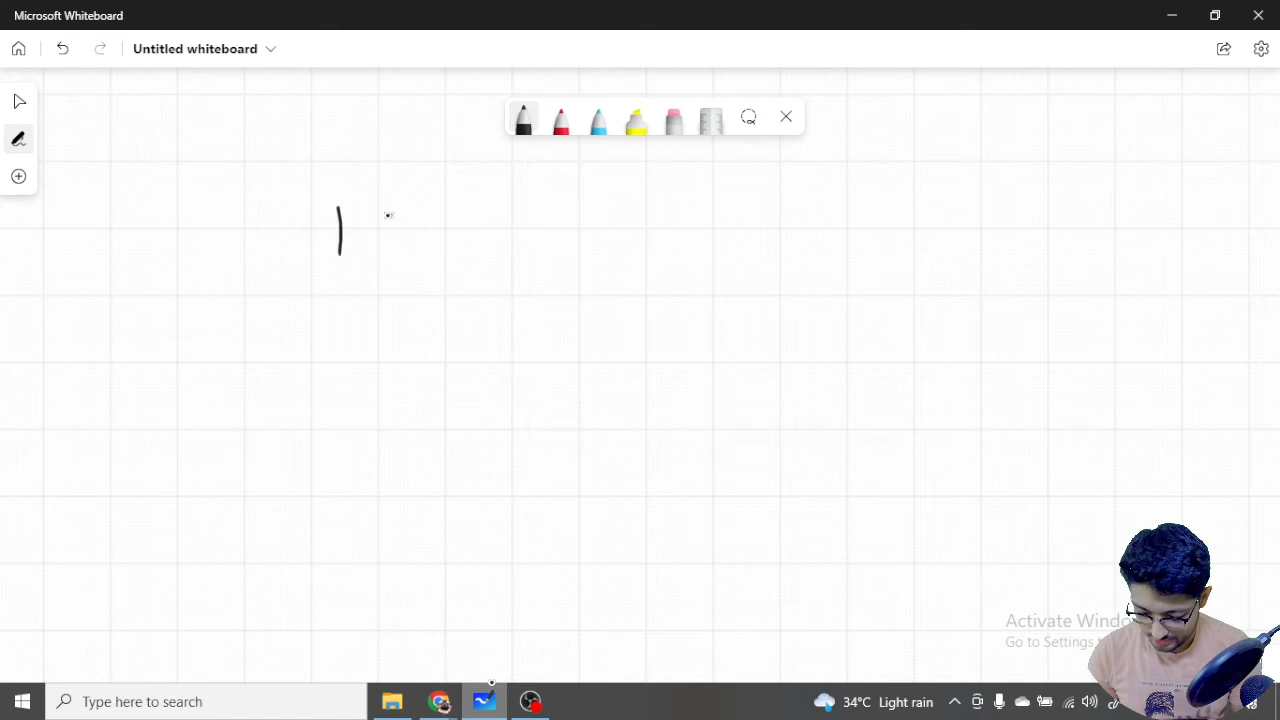 Microsoft Whiteboard
Untitled whiteboard
Activate Windo
Go to Settings
Type here to search
34°C Light rain